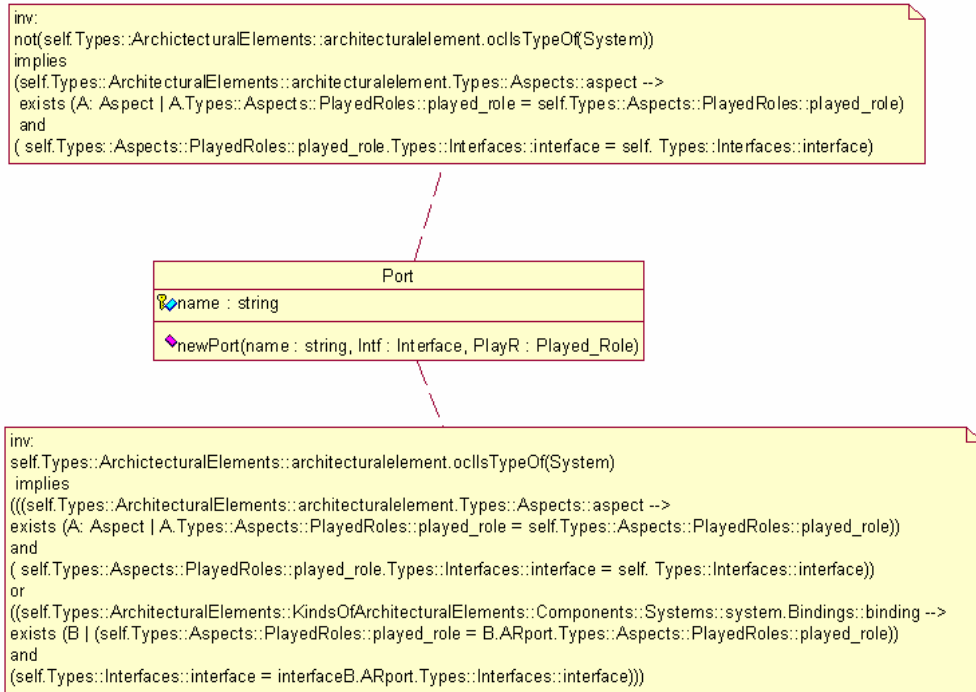 inv:
not(self.Types::ArchictecturalElements::architecturalelement.oclIsTypeOf(System))
implies
(self.Types::ArchitecturalElements::architecturalelement.Types::Aspects::aspect -->
exists (A: Aspect | A.Types::Aspects::PlayedRoles::played_role = self.Types::Aspects::PlayedRoles::played_role)
and
( self.Types::Aspects::PlayedRoles::played_role.Types::Interfaces::interface = self. Types::Interfaces::interface)
Port
name : string
newPort(name : string, Intf : Interface, PlayR : Played_Role)
inv:
self.Types::ArchictecturalElements::architecturalelement.oclIsTypeOf(System)
implies
(((self.Types::ArchitecturalElements::architecturalelement.Types::Aspects::aspect -->
exists (A: Aspect | A.Types::Aspects::PlayedRoles::played_role = self.Types::Aspects::PlayedRoles::played_role))
and
( self.Types::Aspects::PlayedRoles::played_role.Types::Interfaces::interface = self. Types::Interfaces::interface))
or
((self.Types::ArchitecturalElements::KindsOfArchitecturalElements::Components::Systems::system.Bindings::binding -->
exists (B | (self.Types::Aspects::PlayedRoles::played_role = B.ARport.Types::Aspects::PlayedRoles::played_role))
and
(self.Types::Interfaces::interface = interfaceB.ARport.Types::Interfaces::interface)))